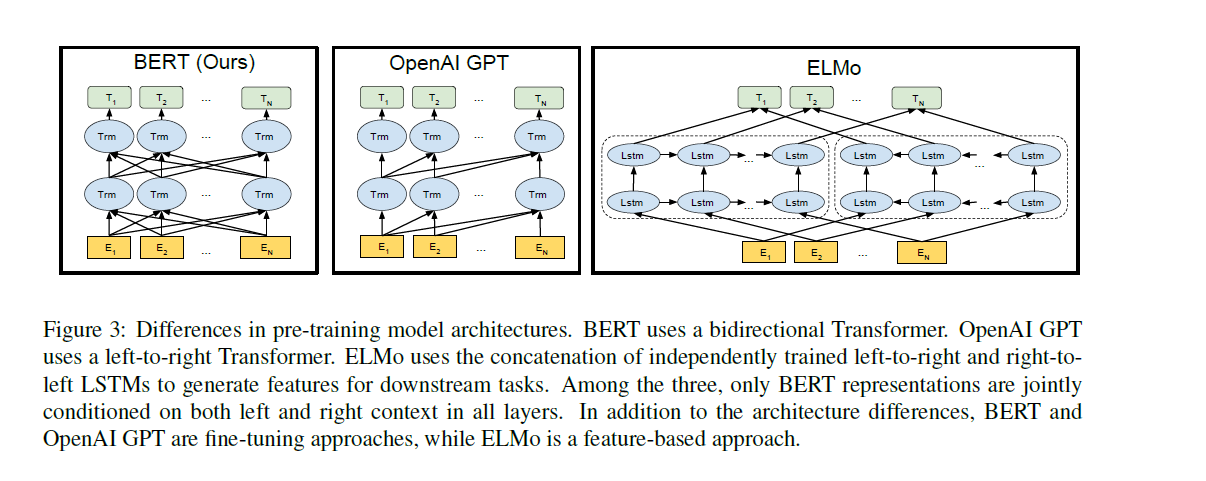 BERT (Ours)
T1 T2 ... TN
Trm Trm ... Trm
Trm Trm ... Trm
E1 E2 ... EN
OpenAI GPT
T1 T2 ... TN
Trm Trm ... Trm
Trm Trm ... Trm
E1 E2 ... EN
ELMo
T1 T2 ... TN
Lstm Lstm ... Lstm Lstm Lstm ... Lstm
Lstm Lstm ... Lstm Lstm Lstm ... Lstm
E1 E2 ... EN
Figure 3: Differences in pre-training model architectures. BERT uses a bidirectional Transformer. OpenAI GPT
uses a left-to-right Transformer. ELMo uses the concatenation of independently trained left-to-right and right-to-
left LSTMs to generate features for downstream tasks. Among the three, only BERT representations are jointly
conditioned on both left and right context in all layers. In addition to the architecture differences, BERT and
OpenAI GPT are fine-tuning approaches, while ELMo is a feature-based approach.